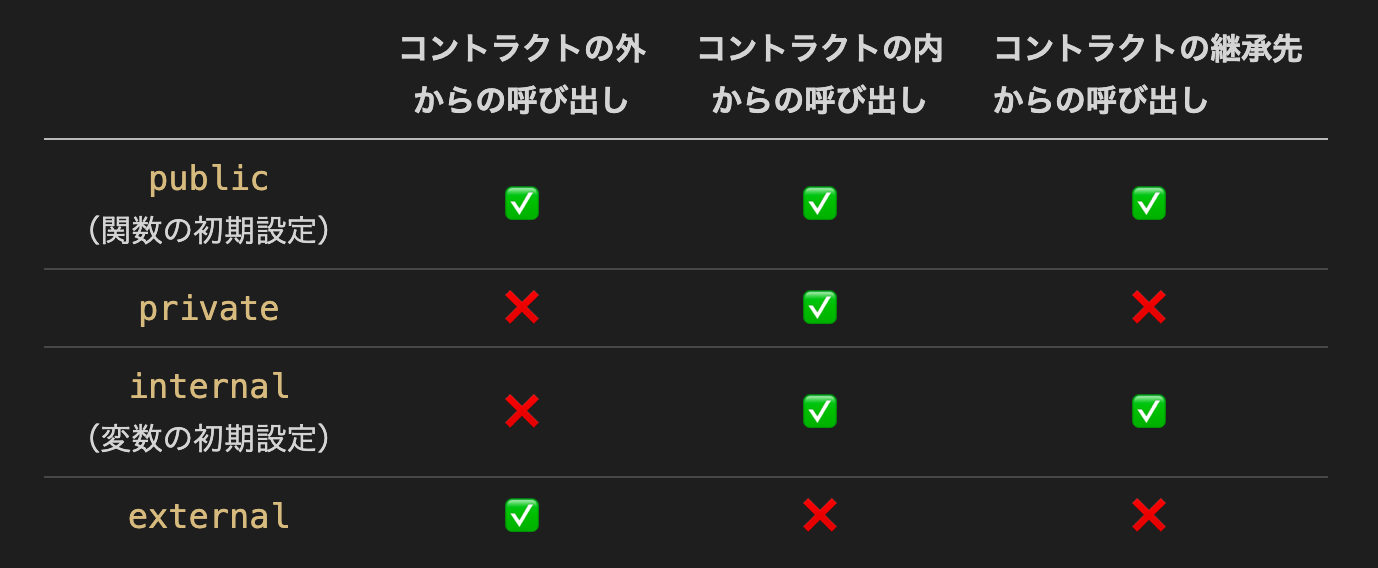 コントラクトの外
からの呼び出し
コントラクトの内
からの呼び出し
コントラクトの継承先
からの呼び出し
public
（関数の初期設定）
✅ ✅ ✅
private
❌ ✅ ❌
internal
（変数の初期設定）
❌ ✅ ✅
external
✅ ❌ ❌